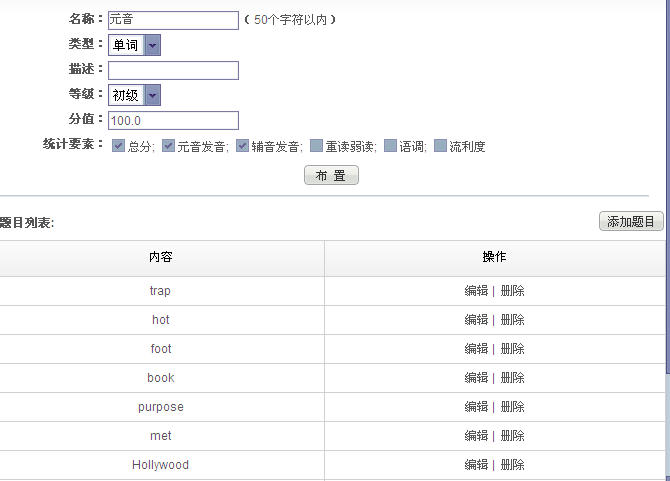 名称： 元音 （ 50个字符以内 ）
类型： 单词
描述：
等级： 初级
分值： 100.0
统计要素： 总分; 元音发音; 辅音发音; 重读弱读; 语调; 流利度
布 置
题目列表: 添加题目
内容 操作
trap 编辑 | 删除
hot 编辑 | 删除
foot 编辑 | 删除
book 编辑 | 删除
purpose 编辑 | 删除
met 编辑 | 删除
Hollywood 编辑 | 删除